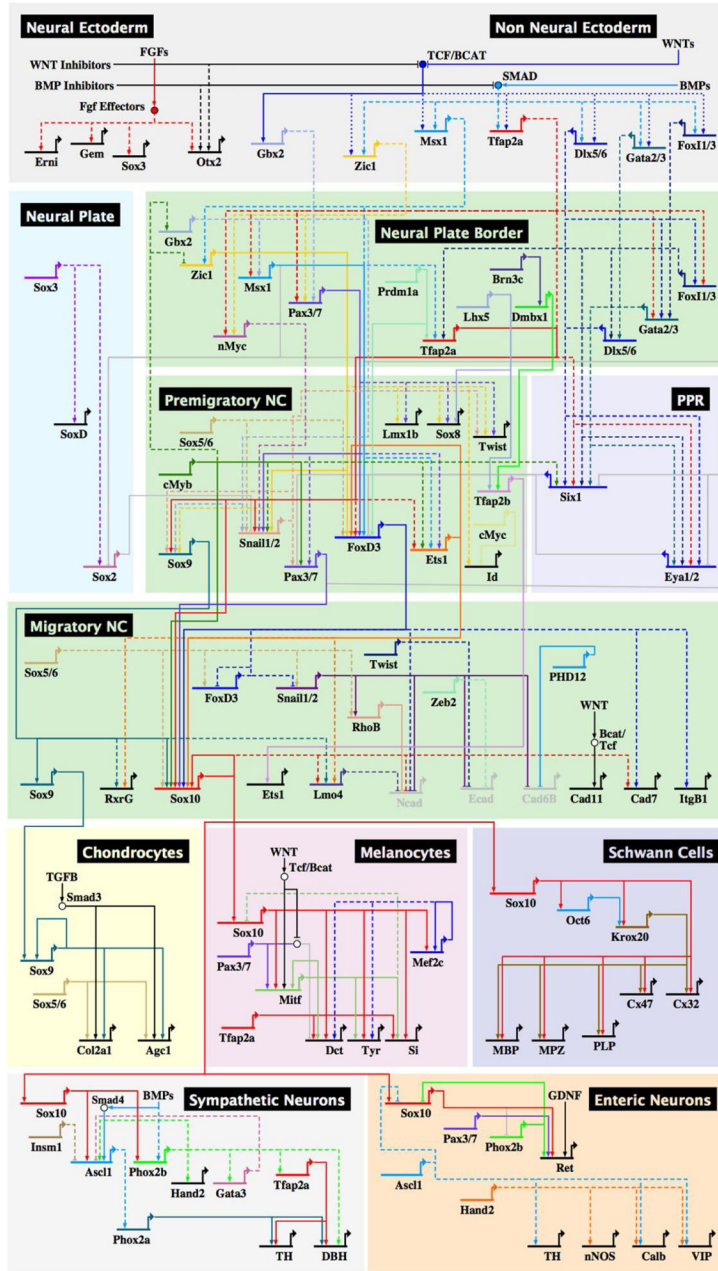 Neural Ectoderm
Non Neural Ectoderm
FGFs
TCF/BCAT
WNTs
WNT Inhibitors
BMP Inhibitors
SMAD
BMPs
Fgf Effectors
Erni
Gem
Sox3
Otx2
Gbx2
Zic1
Msx1
Tfap2a
Dlx5/6
Gata2/3
FoxI1/3
Neural Plate
Sox3
SoxD
Sox2
Neural Plate Border
Gbx2
Zic1
Msx1
Pax3/7
nMyc
Prdm1a
Tfap2a
Lhx5
Brn3c
Dmbx1
Dlx5/6
Gata2/3
FoxI1/3
Premigratory NC
Sox5/6
cMyb
Sox9
Snail1/2
Pax3/7
FoxD3
Lmx1b
Sox8
Twist
Ets1
Tfap2b
cMyc
Id
PPR
Six1
Eya1/2
Migratory NC
Sox5/6
FoxD3
Snail1/2
Twist
RhoB
Zeb2
PHD12
WNT
Bcat/
Tcf
Sox9
RxrG
Sox10
Ets1
Lmo4
Ncad
Ecad
Cad6B
Cad11
Cad7
ItgB1
Chondrocytes
TGFB
Smad3
Sox9
Sox5/6
Col2a1
Agc1
Melanocytes
WNT
Tcf/Bcat
Sox10
Pax3/7
Mitf
Mef2c
Tfap2a
Dct
Tyr
Si
Schwann Cells
Sox10
Oct6
Krox20
MBP
MPZ
PLP
Cx47
Cx32
Sympathetic Neurons
Sox10
Smad4
BMPs
Insm1
Ascl1
Phox2b
Hand2
Gata3
Tfap2a
Phox2a
TH
DBH
Enteric Neurons
Sox10
GDNF
Pax3/7
Phox2b
Ret
Ascl1
Hand2
TH
nNOS
Calb
VIP